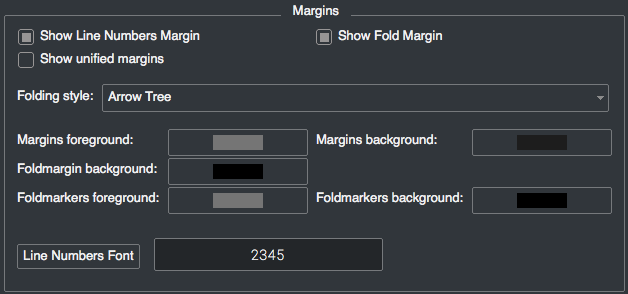 Margins
Show Line Numbers Margin
Show Fold Margin
Show unified margins
Folding style:
Arrow Tree
Margins foreground:
Margins background:
Foldmargin background:
Foldmarkers foreground:
Foldmarkers background:
Line Numbers Font
2345